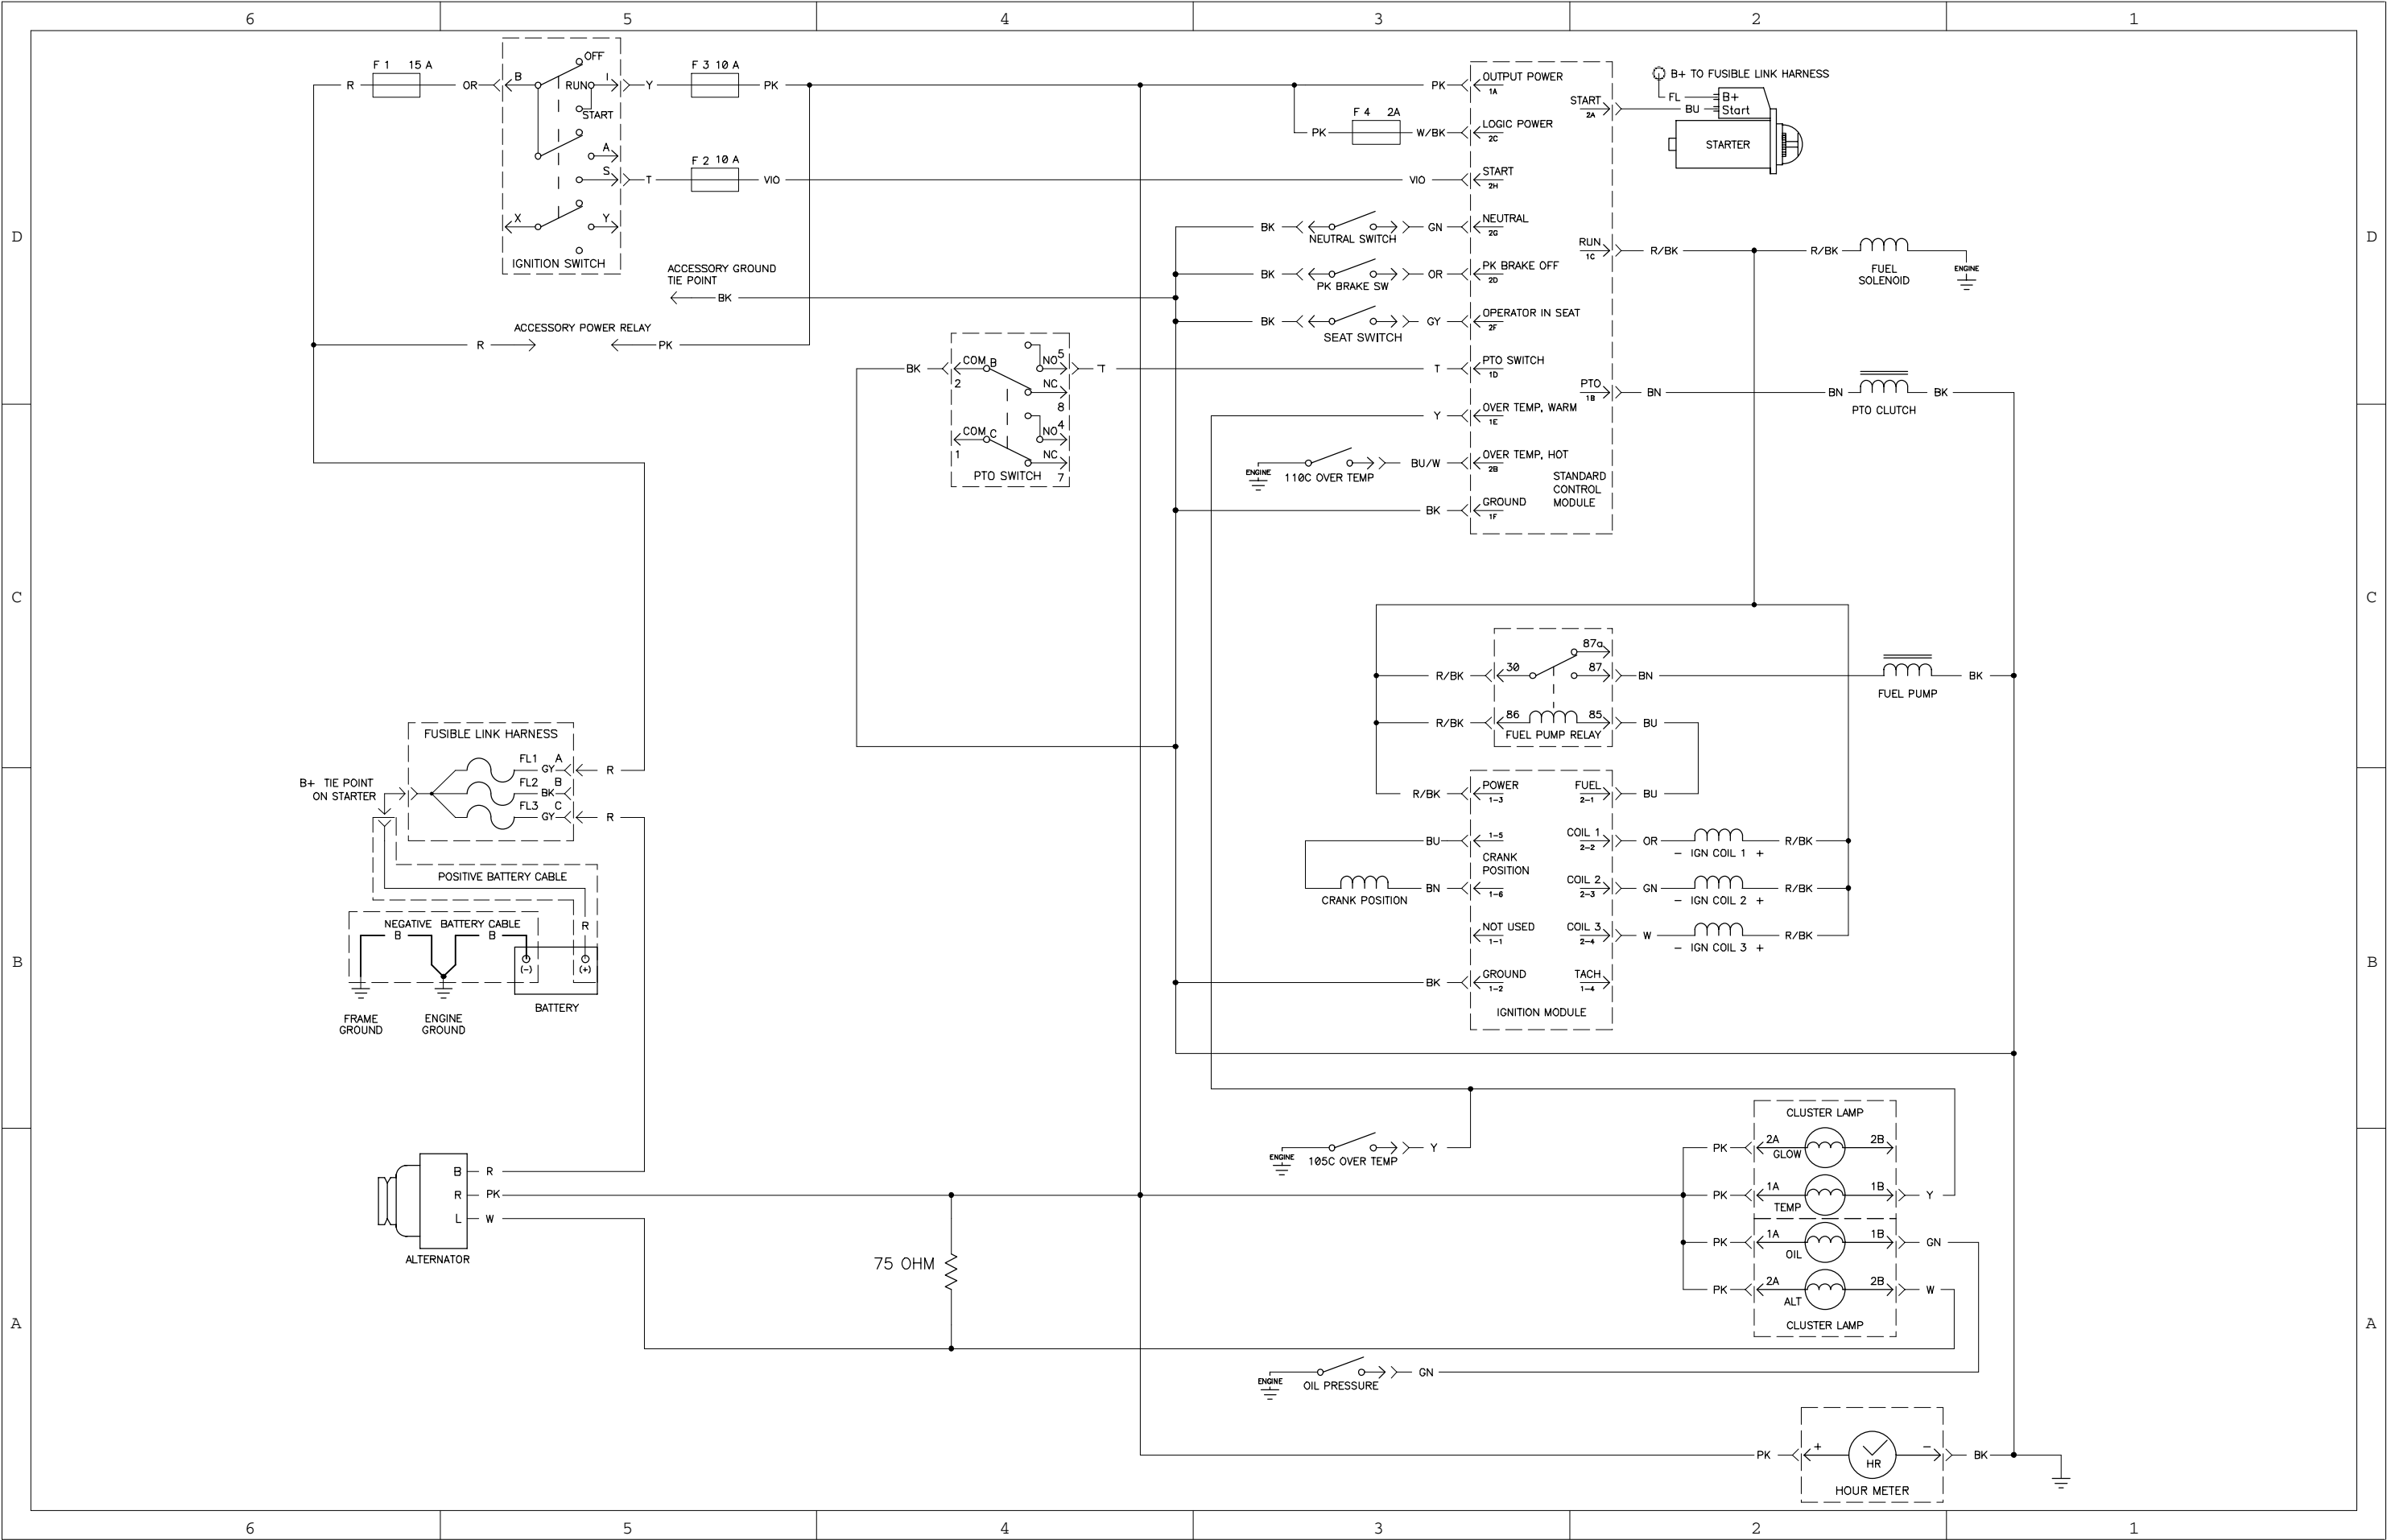 6 5 4 3 2 1
D
C
B
A
D
C
B
A
R
F 1 15 A
OR
B
OFF
RUN
I
START
A
S
X
Y
IGNITION SWITCH
Y
F 3 10 A
PK
T
F 2 10 A
VIO
ACCESSORY GROUND
TIE POINT
BK
ACCESSORY POWER RELAY
R
PK
BK
COM B
2
NO 5
NC
8
COM C
1
NO 4
NC
7
PTO SWITCH
T
PK
PK
F 4 2A
W/BK
VIO
BK
NEUTRAL SWITCH
GN
BK
PK BRAKE SW
OR
BK
SEAT SWITCH
GY
T
Y
ENGINE
110C OVER TEMP
BU/W
BK
OUTPUT POWER
1A
LOGIC POWER
2C
START
2H
NEUTRAL
2G
PK BRAKE OFF
2D
OPERATOR IN SEAT
2F
PTO SWITCH
1D
OVER TEMP, WARM
1E
OVER TEMP, HOT
2B
GROUND
1F
START
2A
RUN
1C
PTO
1B
STANDARD
CONTROL
MODULE
B+ TO FUSIBLE LINK HARNESS
FL
B+
BU
Start
STARTER
R/BK
R/BK
FUEL
SOLENOID
ENGINE
BN
BN
BK
PTO CLUTCH
R/BK
30
87a
87
BN
R/BK
86
85
BU
FUEL PUMP RELAY
BK
FUEL PUMP
FUSIBLE LINK HARNESS
FL1 A
GY
R
FL2 B
BK
FL3 C
GY
R
B+ TIE POINT
ON STARTER
POSITIVE BATTERY CABLE
NEGATIVE BATTERY CABLE
B
B
R
(-)
(+)
BATTERY
FRAME
GROUND
ENGINE
GROUND
R/BK
POWER
1-3
FUEL
2-1
BU
BU
1-5
CRANK
POSITION
BN
1-6
CRANK POSITION
NOT USED
1-1
BK
GROUND
1-2
COIL 1
2-2
OR
- IGN COIL 1 +
R/BK
COIL 2
2-3
GN
- IGN COIL 2 +
R/BK
COIL 3
2-4
W
- IGN COIL 3 +
R/BK
TACH
1-4
IGNITION MODULE
ENGINE
105C OVER TEMP
Y
B
R
R
PK
L
W
ALTERNATOR
75 OHM
CLUSTER LAMP
PK
2A
GLOW
2B
PK
1A
TEMP
1B
Y
PK
1A
OIL
1B
GN
PK
2A
ALT
2B
W
CLUSTER LAMP
ENGINE
OIL PRESSURE
GN
PK
+
HR
-
BK
HOUR METER
6 5 4 3 2 1